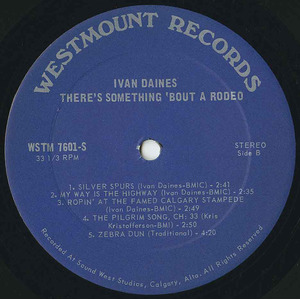 WESTMOUNT RECORDS
IVAN DAINES
THERE'S SOMETHING 'BOUT A RODEO
WSTM 7601-S
33 1/3 RPM
STEREO
Side B
1. SILVER SPURS (Ivan Daines-BMIC) - 2:41
2. MY WAY IS THE HIGHWAY (Ivan Daines-BMIC) - 2:35
3. ROPIN' AT THE FAMED CALGARY STAMPEDE
(Ivan Daines-BMIC) - 2:49
4. THE PILGRIM SONG, CH: 33 (Kris
Kristofferson-BMI) - 2:50
5. ZEBRA DUN (Traditional) - 4:20
Recorded At Sound West Studios, Calgary, Alta. All Rights Reserved.